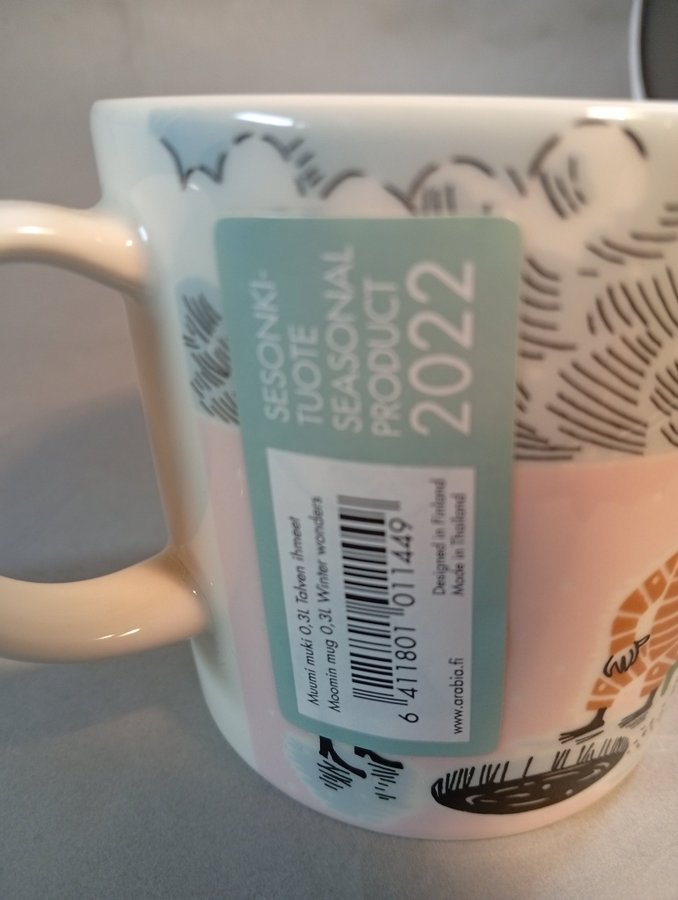 SESONKI-
TUOTE
SEASONAL
PRODUCT
2022
Muumi muki 0,3L Talven ihmeet
Moomin mug 0,3L Winter wonders
6 411801 011449
Designed in Finland
Made in Thailand
www.arabia.fi